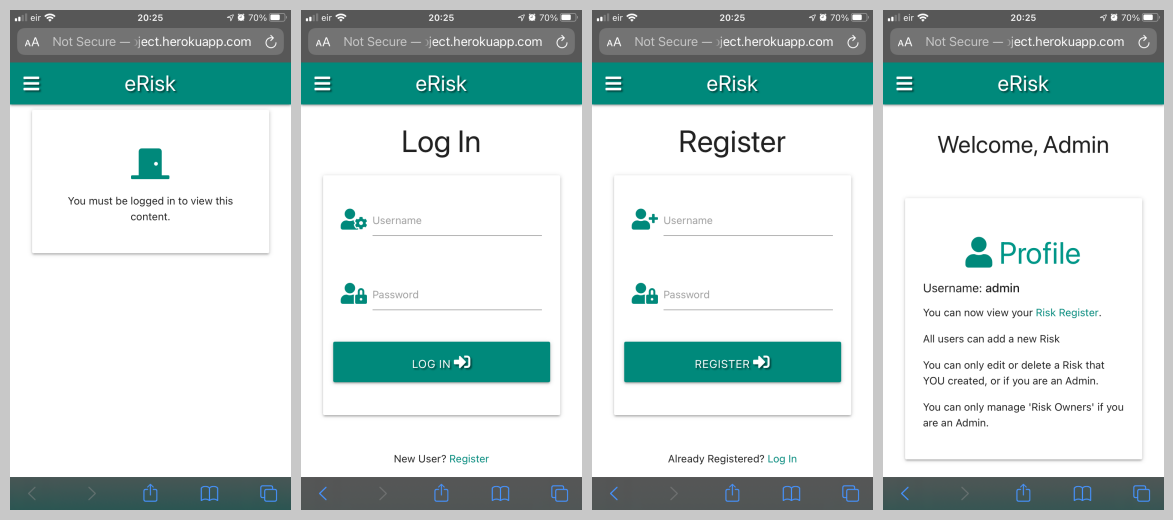 eir 20:25 70%
AA Not Secure — ject.herokuapp.com
eRisk
You must be logged in to view this
content.
eir 20:25 70%
AA Not Secure — ject.herokuapp.com
eRisk
Log In
Username
Password
LOG IN
New User? Register
eir 20:25 70%
AA Not Secure — ject.herokuapp.com
eRisk
Register
Username
Password
REGISTER
Already Registered? Log In
eir 20:25 70%
AA Not Secure — ject.herokuapp.com
eRisk
Welcome, Admin
Profile
Username: admin
You can now view your Risk Register.
All users can add a new Risk
You can only edit or delete a Risk that
YOU created, or if you are an Admin.
You can only manage 'Risk Owners' if you
are an Admin.